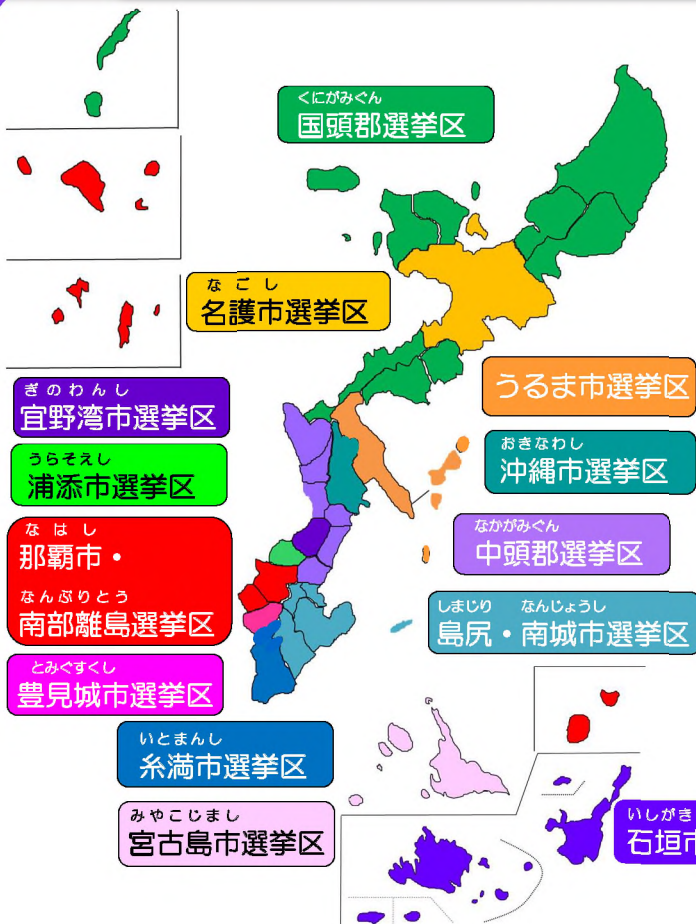 くにがみぐん
国頭郡選挙区
なごし
名護市選挙区
うるま市選挙区
ぎのわんし
宜野湾市選挙区
おきなわし
沖縄市選挙区
うらそえし
浦添市選挙区
なかがみぐん
中頭郡選挙区
なはし
那覇市・
なんぶりとう
南部離島選挙区
しまじり なんじょうし
島尻・南城市選挙区
とみぐすくし
豊見城市選挙区
いとまんし
糸満市選挙区
みやこじまし
宮古島市選挙区
いしがき
石垣市